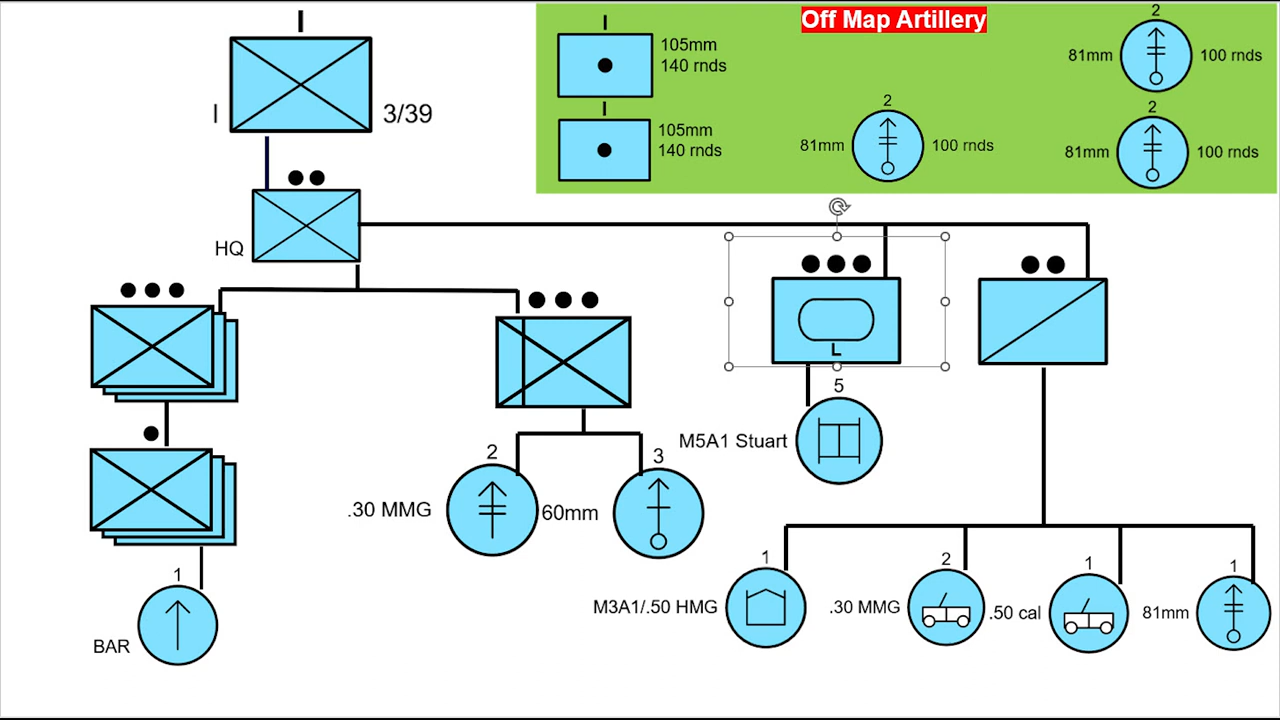 Off Map Artillery
105mm
140 rnds
105mm
140 rnds
2
81mm
100 rnds
2
81mm
100 rnds
2
81mm
100 rnds
I
3/39
HQ
L
5
M5A1 Stuart
2
.30 MMG
3
60mm
1
BAR
1
M3A1/.50 HMG
2
.30 MMG
1
.50 cal
1
81mm